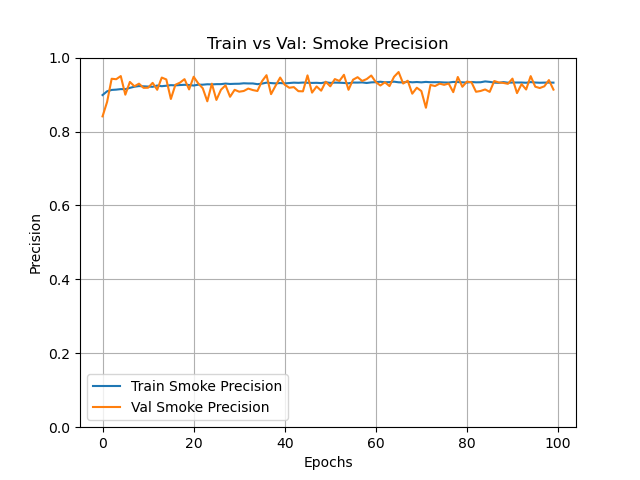 Train vs Val: Smoke Precision
1.0
0.8
0.6
0.4
0.2
0.0
Precision
Train Smoke Precision
Val Smoke Precision
0 20 40 60 80 100
Epochs